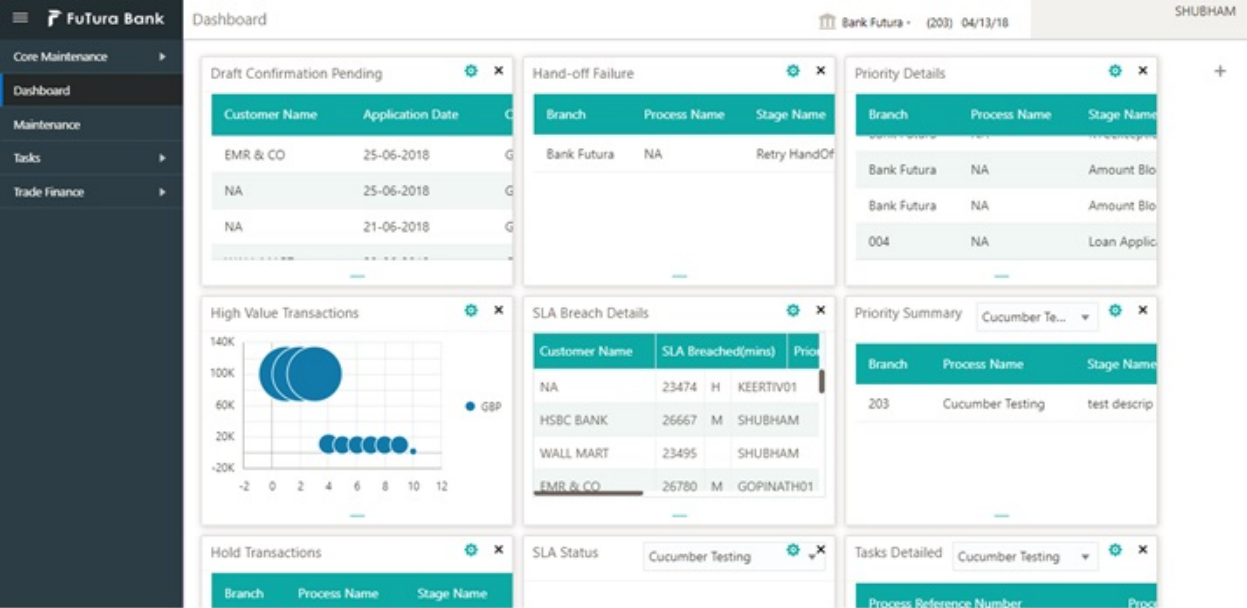 FuTura Bank
Dashboard
Bank Futura
(203) 04/13/18
SHUBHAM
Core Maintenance
Dashboard
Maintenance
Tasks
Trade Finance
Draft Confirmation Pending
Customer Name Application Date
EMR & CO 25-06-2018
NA 25-06-2018
NA 21-06-2018
Hand-off Failure
Branch Process Name Stage Name
Bank Futura NA Retry HandOf
Priority Details
Branch Process Name Stage Name
Bank Futura NA Amount Blo
Bank Futura NA Amount Blo
004 NA Loan Applic
High Value Transactions
140K
100K
60K
20K
-20K
-2 0 2 4 6 8 10 12
GBP
SLA Breach Details
Customer Name SLA Breached(mins) Prior
NA 23474 H KEERTIV01
HSBC BANK 26667 M SHUBHAM
WALL MART 23495 SHUBHAM
EMR & CO 26780 M GOPINATH01
Priority Summary Cucumber Te...
Branch Process Name Stage Name
203 Cucumber Testing test descrip
Hold Transactions
Branch Process Name Stage Name
SLA Status Cucumber Testing
Tasks Detailed Cucumber Testing
Process Reference Number Proce